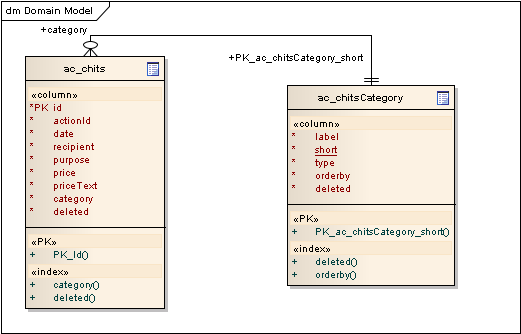 dm Domain Model
+category
+PK_ac_chitsCategory_short
ac_chits
«column»
*PK id
* actionId
* date
* recipient
* purpose
* price
* priceText
* category
* deleted
«PK»
+ PK_Id()
«index»
+ category()
+ deleted()
ac_chitsCategory
«column»
* label
* short
* type
* orderby
* deleted
«PK»
+ PK_ac_chitsCategory_short()
«index»
+ deleted()
+ orderby()